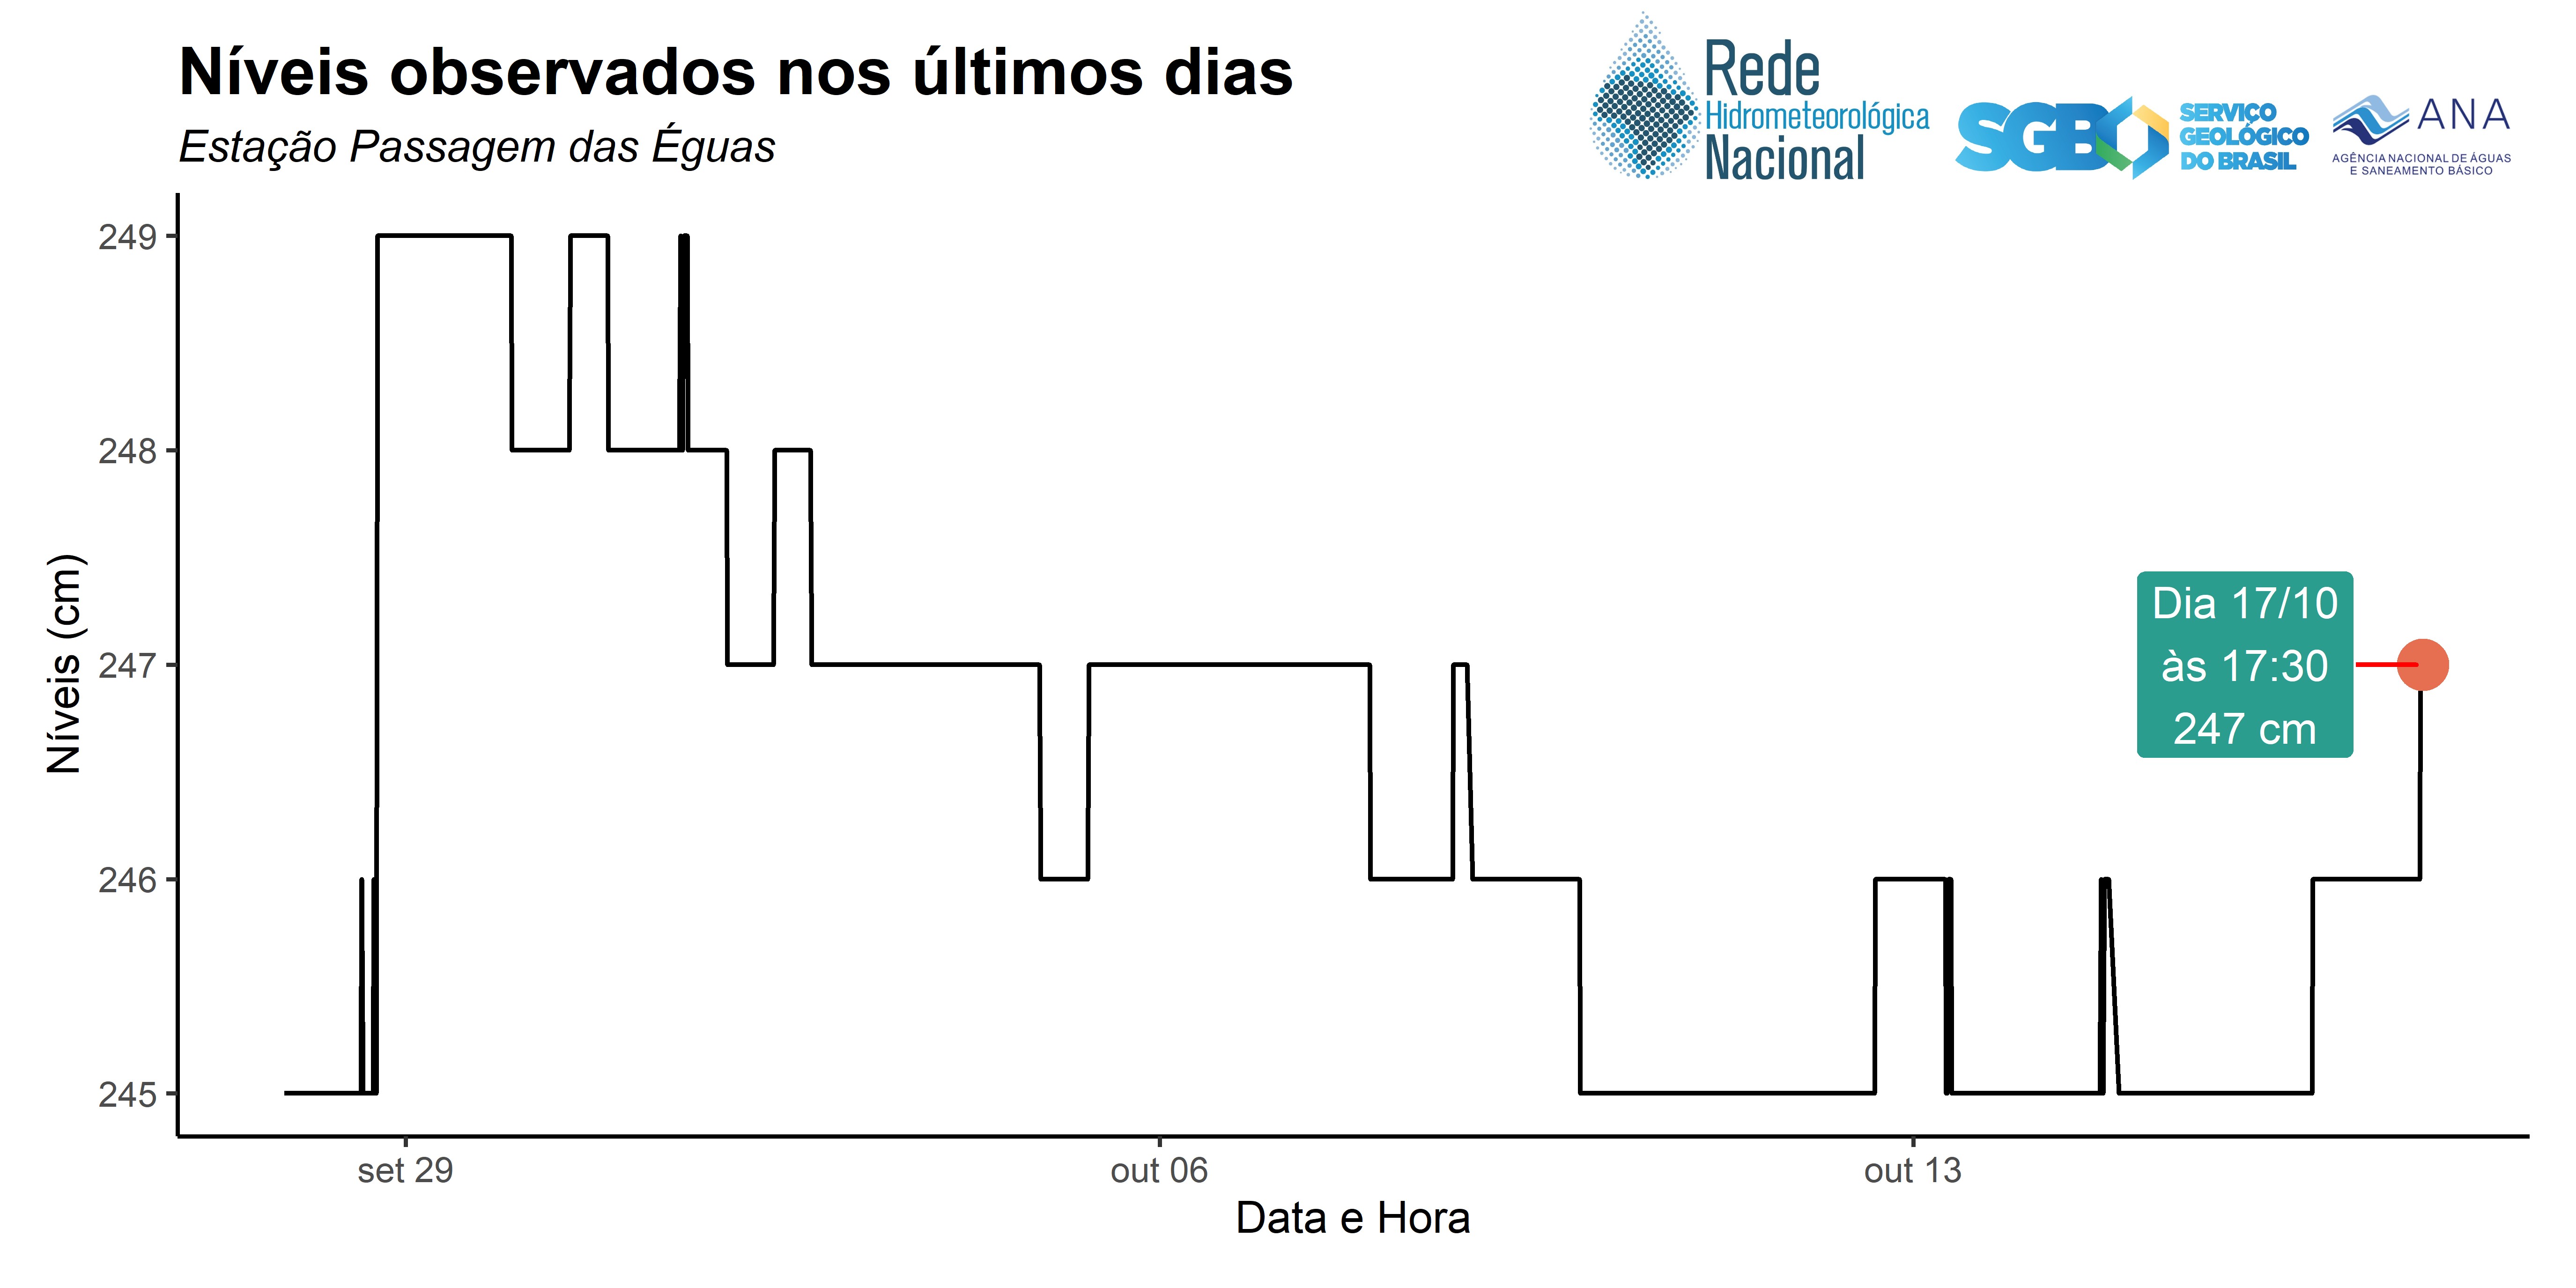 Níveis observados nos últimos dias
Estação Passagem das Éguas
Rede
Hidrometeorológica
Nacional
SGB
SERVIÇO
GEOLÓGICO
DO BRASIL
ANA
AGÊNCIA NACIONAL DE ÁGUAS
E SANEAMENTO BÁSICO
Níveis (cm)
249
248
247
246
245
Dia 17/10
às 17:30
247 cm
set 29
out 06
out 13
Data e Hora